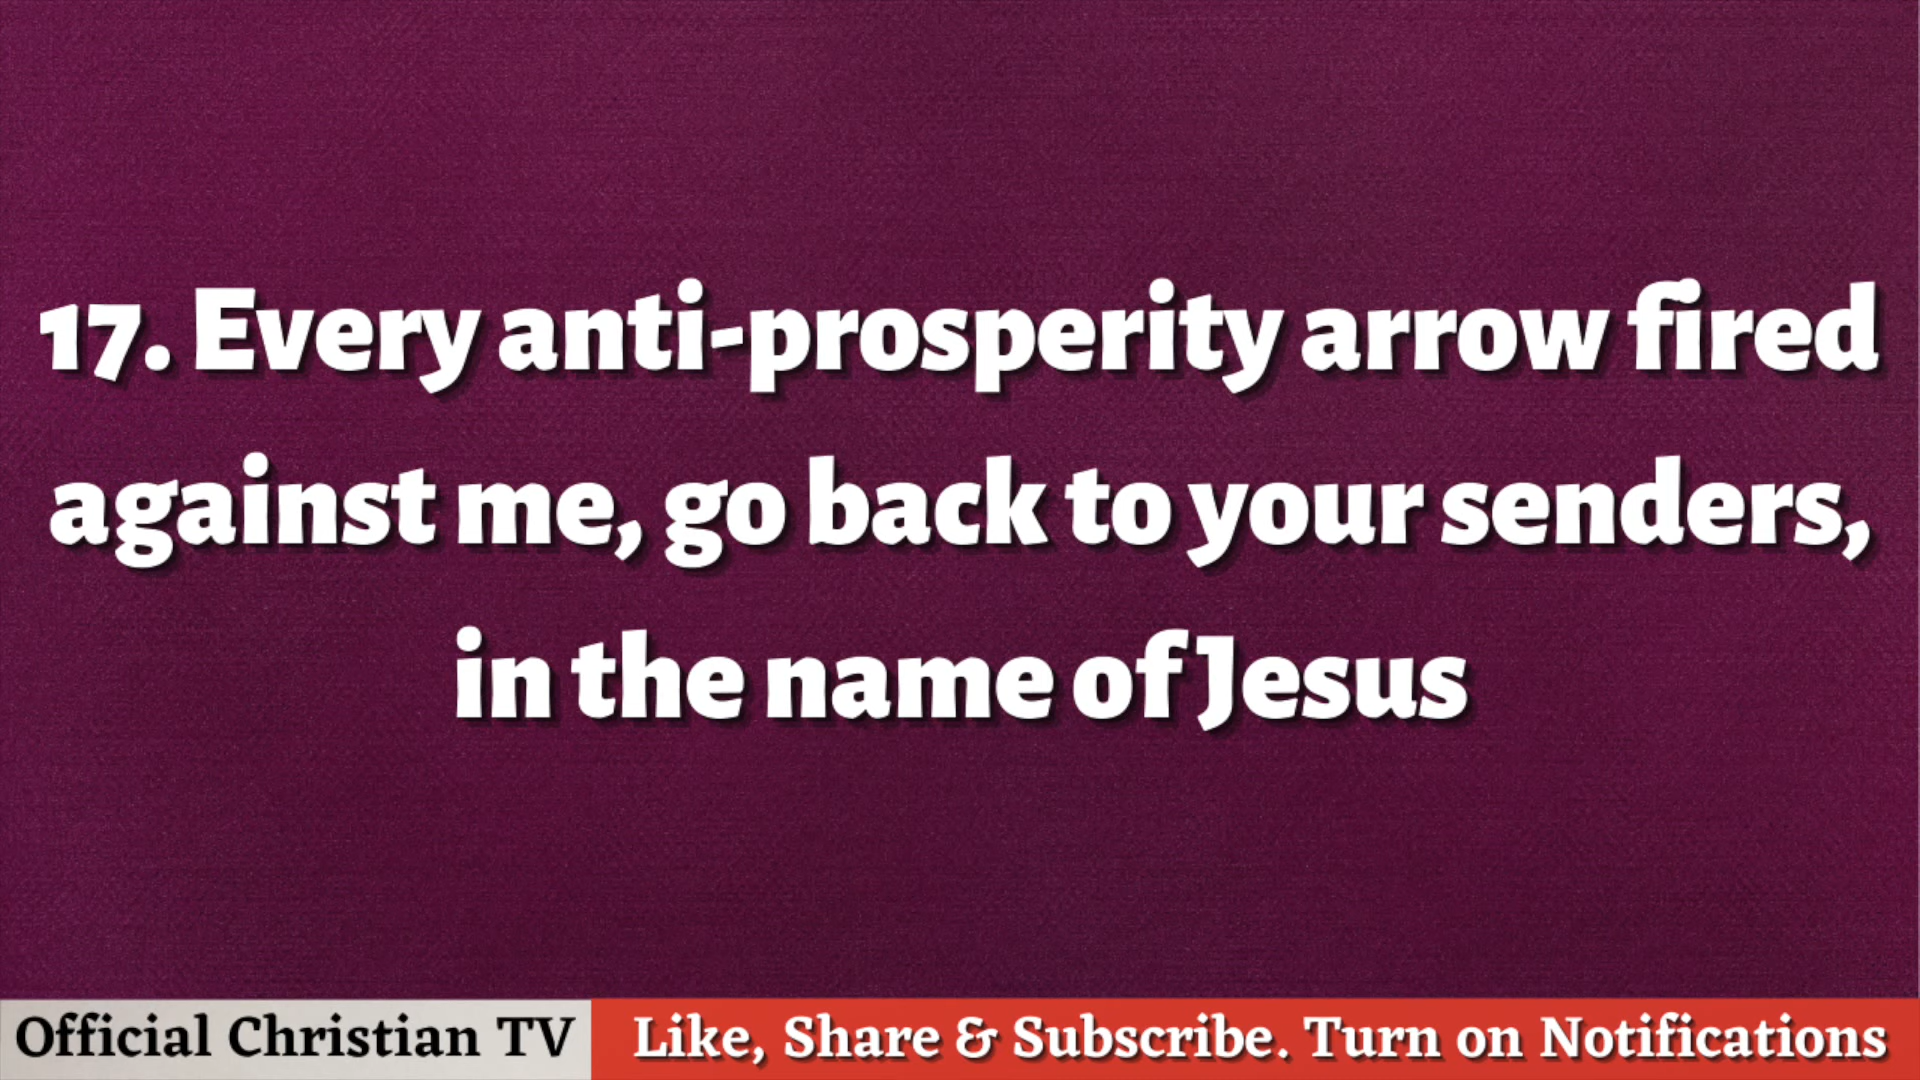 17. Every anti-prosperity arrow fired
against me, go back to your senders,
in the name of Jesus
Official Christian TV
Like, Share & Subscribe. Turn on Notifications